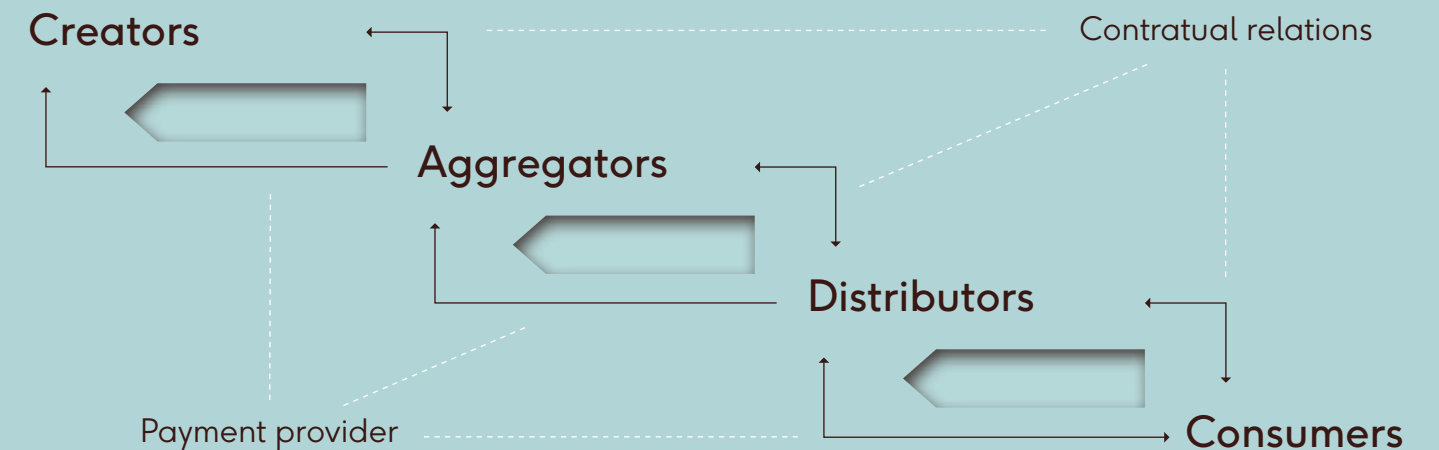 Creators
Contratual relations
Aggregators
Distributors
Payment provider
Consumers